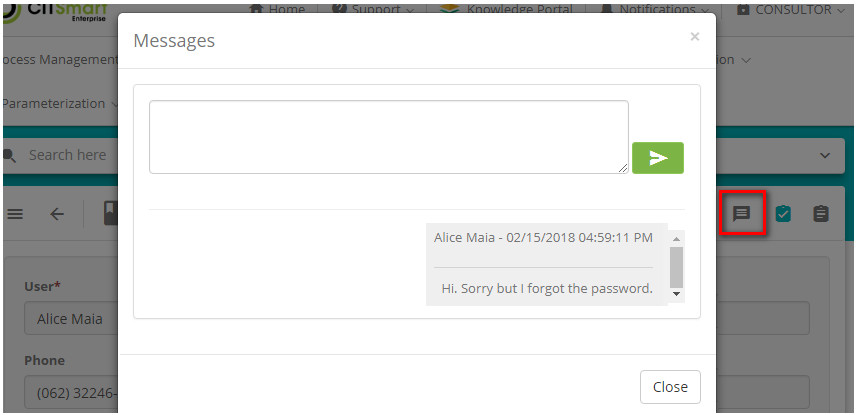 CITSmart
Enterprise
Home
Support
Knowledge Portal
Notifications
CONSULTOR
Messages
×
ocess Management
ion
Parameterization
Search here
Alice Maia - 02/15/2018 04:59:11 PM
Hi. Sorry but I forgot the password.
User*
Alice Maia
Phone
(062) 32246-
Close